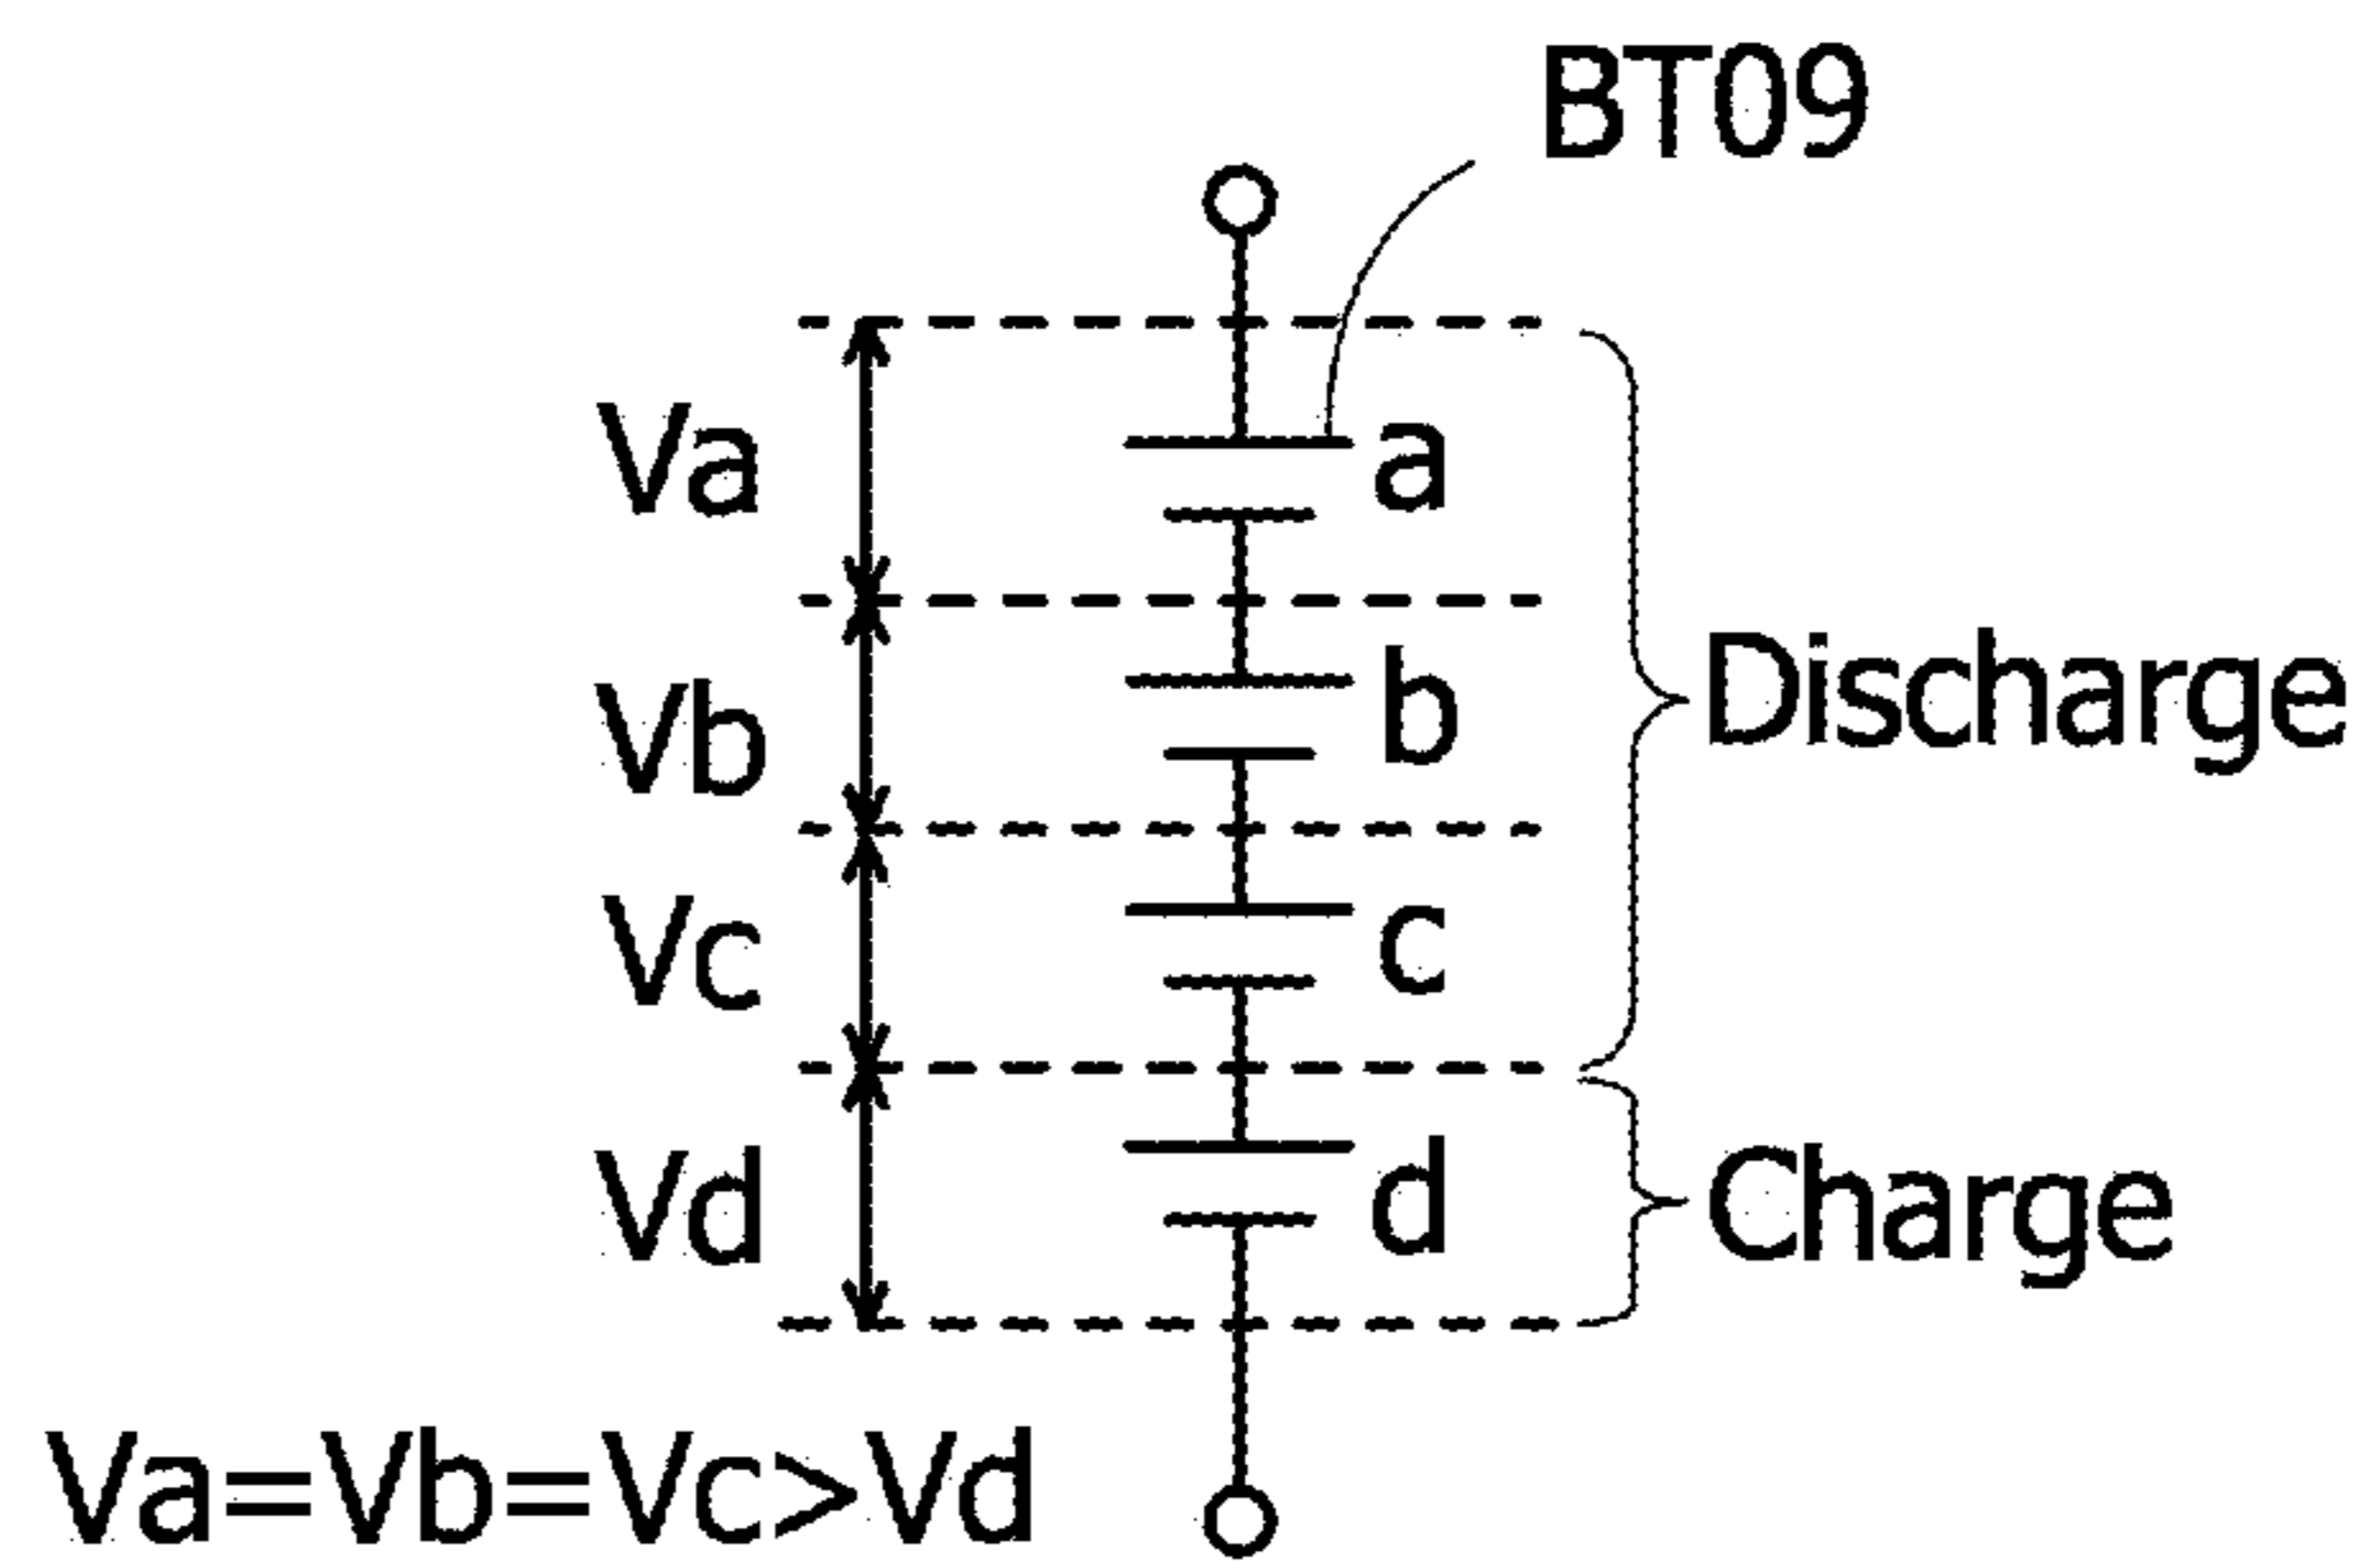 BT09
Va
a
Vb
b
Discharge
Vc
c
Vd
d
Charge
Va=Vb=Vc>Vd